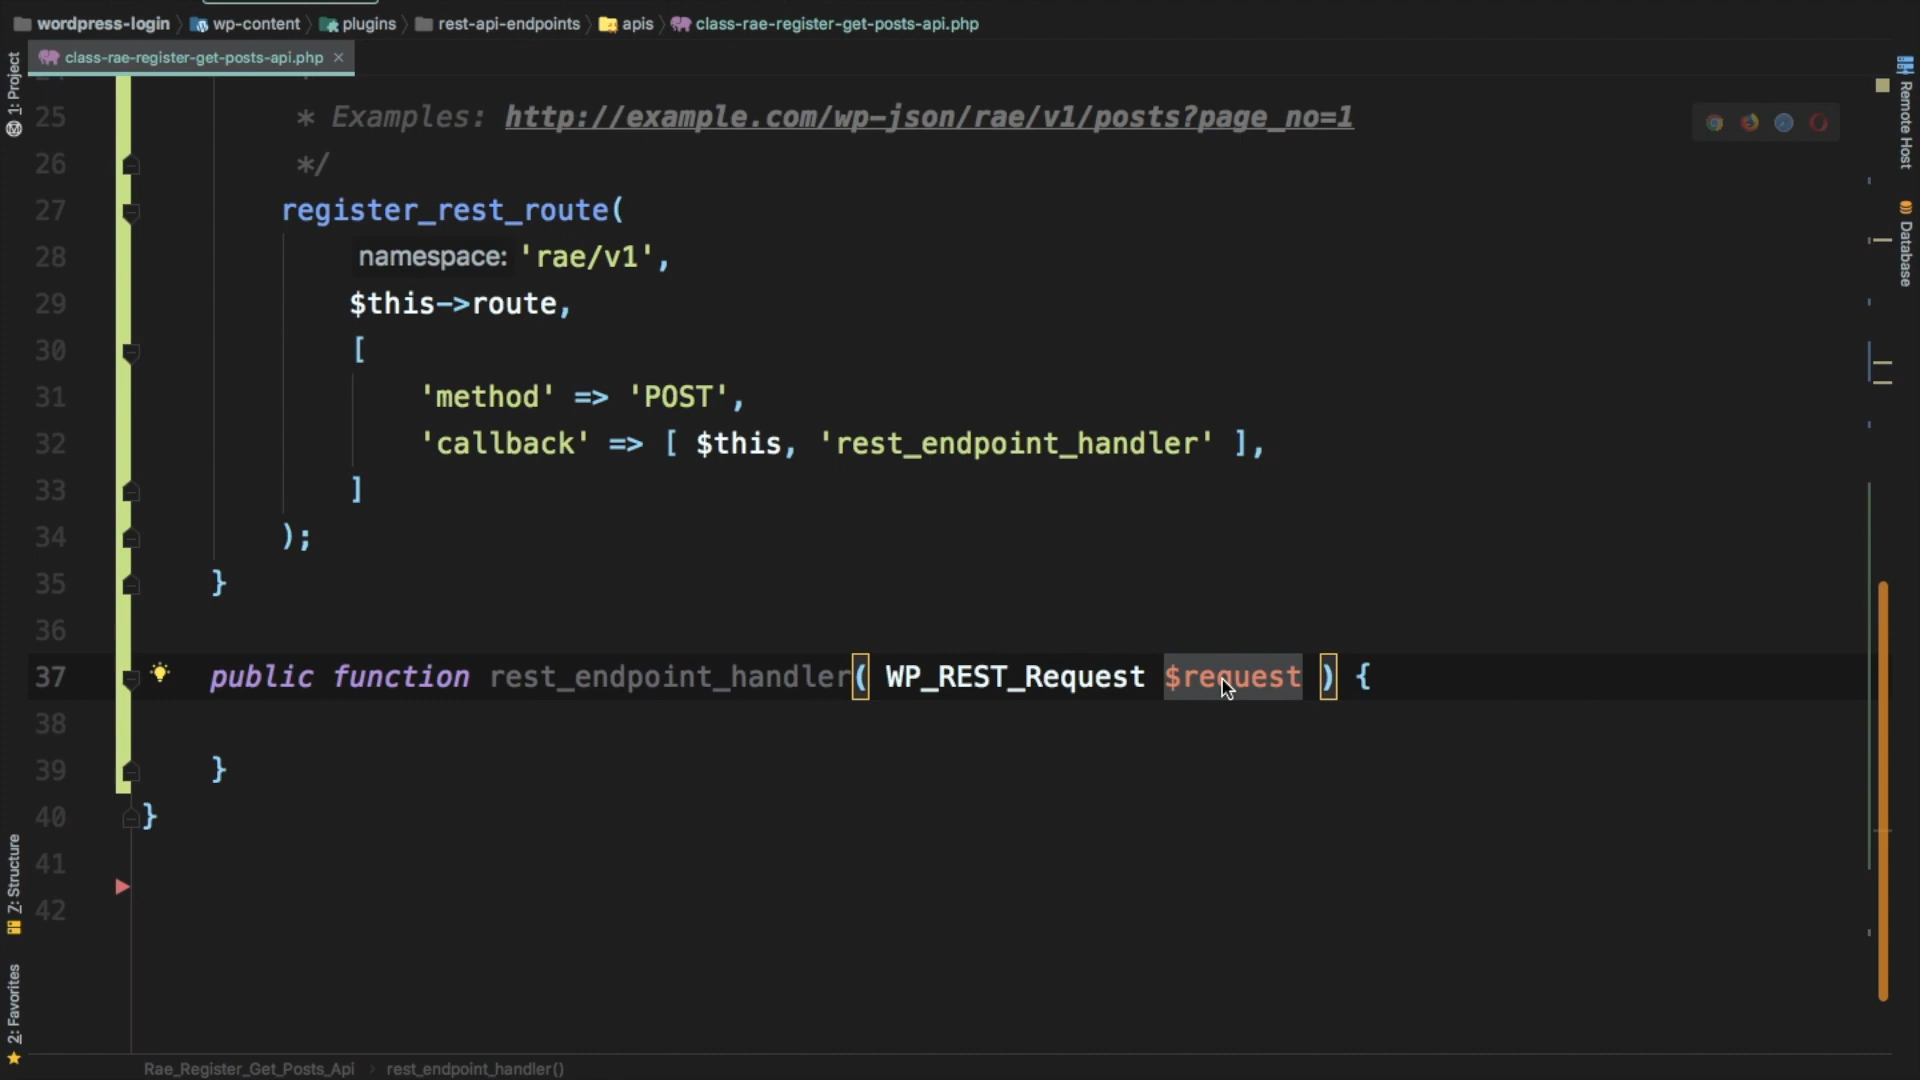 wordpress-login wp-content plugins rest-api-endpoints apis class-rae-register-get-posts-api.php
class-rae-register-get-posts-api.php
1: Project
Remote Host
Database
25 * Examples: http://example.com/wp-json/rae/v1/posts?page_no=1
26 */
27 register_rest_route(
28 namespace: 'rae/v1',
29 $this->route,
30 [
31 'method' => 'POST',
32 'callback' => [ $this, 'rest_endpoint_handler' ],
33 ]
34 );
35 }
36
37 public function rest_endpoint_handler( WP_REST_Request $request ) {
38
39 }
40 }
41
42
Z: Structure
2: Favorites
Rae_Register_Get_Posts_Api > rest_endpoint_handler()